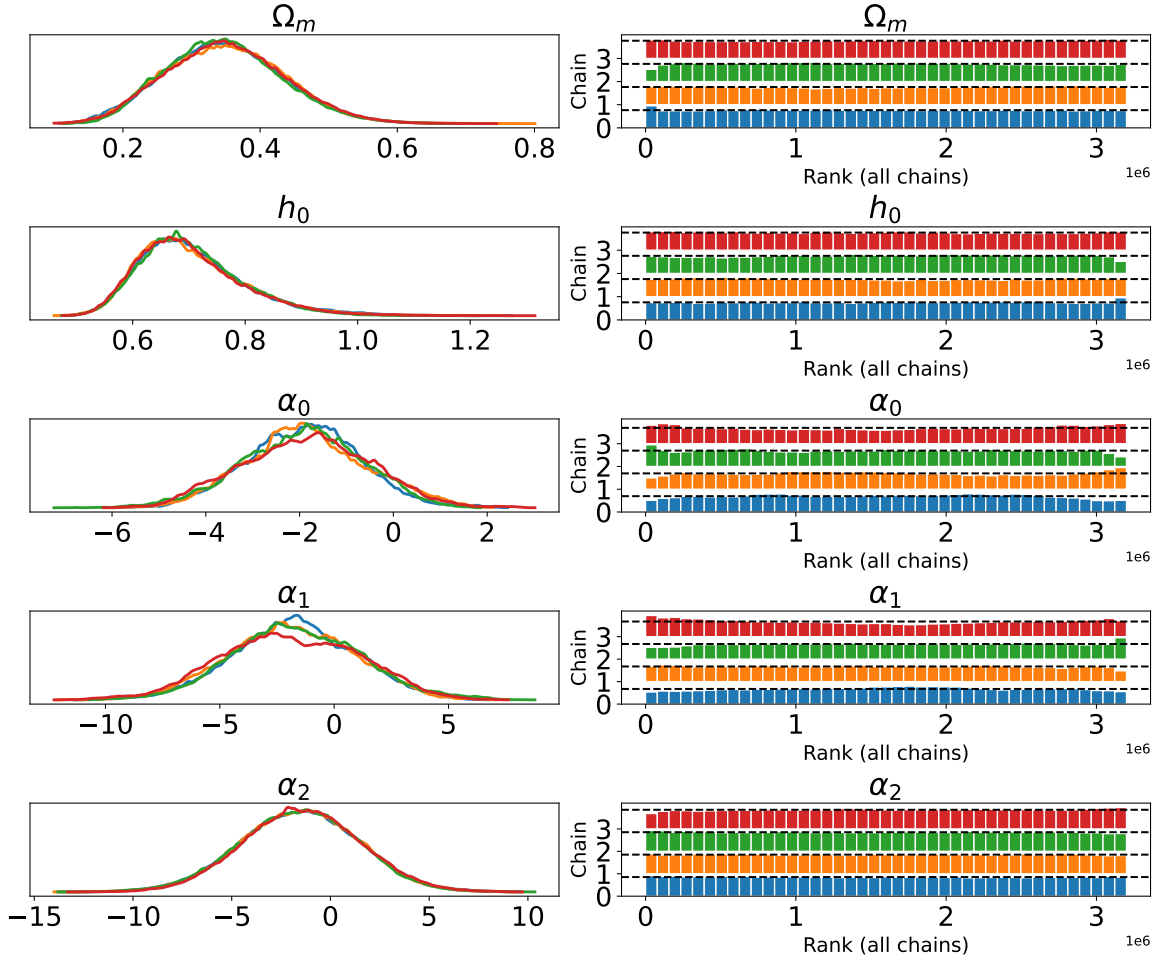 Ωm
Ωm
0.2 0.4 0.6 0.8
Chain
3
2
1
0
0 1 2 3
Rank (all chains)
1e6
h0
h0
0.6 0.8 1.0 1.2
Chain
3
2
1
0
0 1 2 3
Rank (all chains)
1e6
α0
α0
−6 −4 −2 0 2
Chain
3
2
1
0
0 1 2 3
Rank (all chains)
1e6
α1
α1
−10 −5 0 5
Chain
3
2
1
0
0 1 2 3
Rank (all chains)
1e6
α2
α2
−15 −10 −5 0 5 10
Chain
3
2
1
0
0 1 2 3
Rank (all chains)
1e6